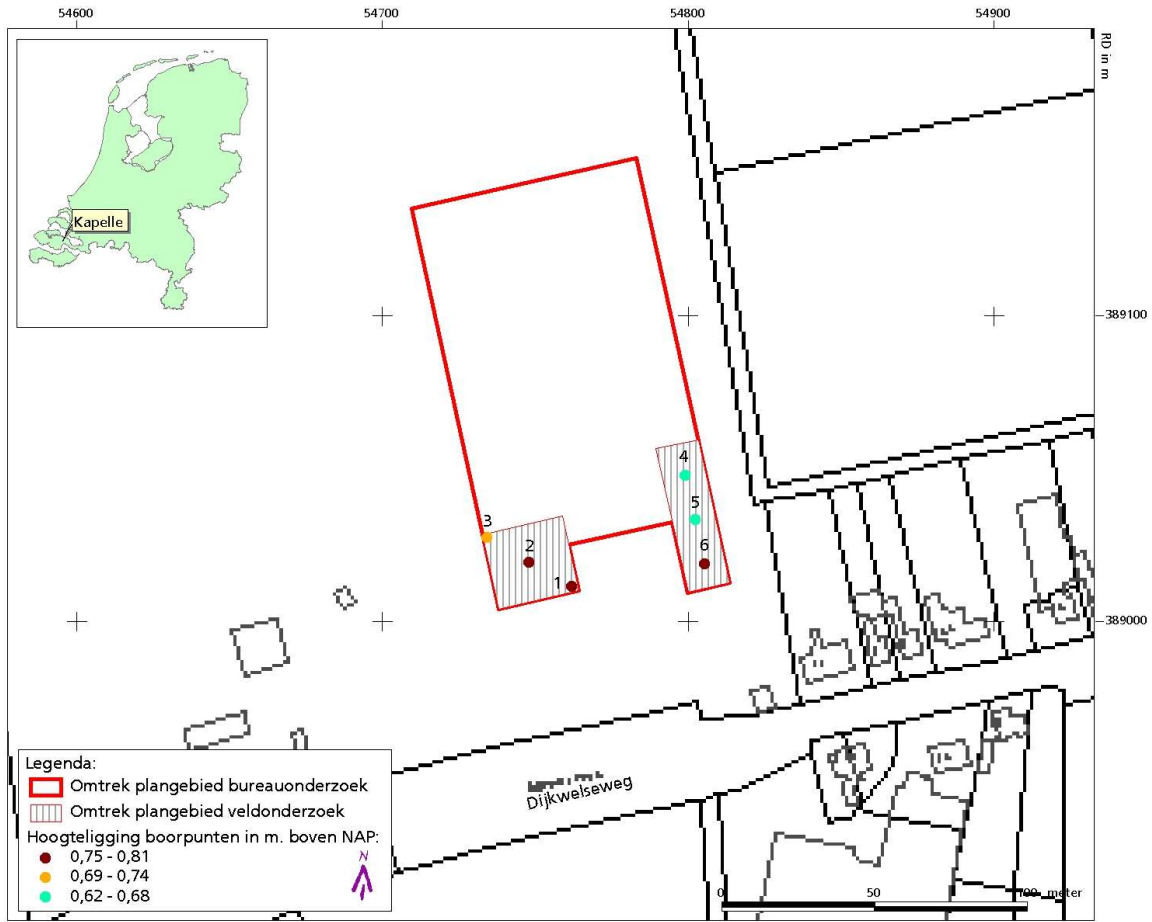 54600 54700 54800 54900
RD in m
Kapelle
389100
4
5
3
2
6
1
389000
Dijkwelseweg
Legenda:
Omtrek plangebied bureauonderzoek
Omtrek plangebied veldonderzoek
Hoogteligging boorpunten in m. boven NAP:
N
0,75 - 0,81
0,69 - 0,74
0,62 - 0,68
0 50 100 meter